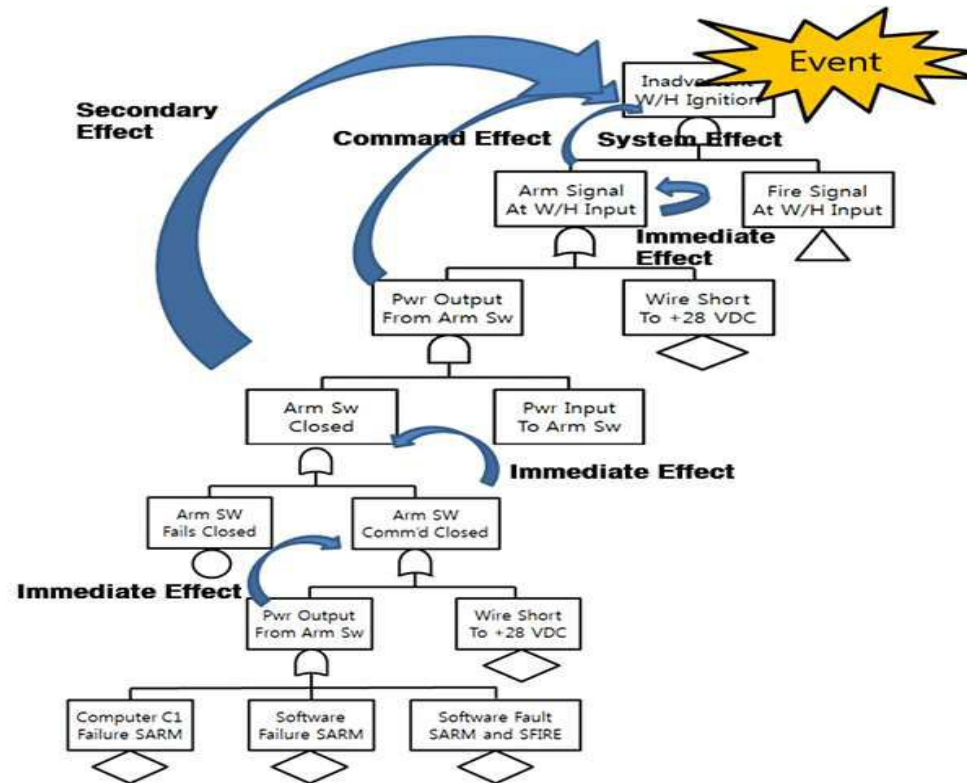 Event
Inadvertent
W/H Ignition
Secondary
Effect
Command Effect
System Effect
Arm Signal
At W/H Input
Fire Signal
At W/H Input
Immediate
Effect
Pwr Output
From Arm Sw
Wire Short
To +28 VDC
Arm Sw
Closed
Pwr Input
To Arm Sw
Immediate Effect
Arm SW
Fails Closed
Arm SW
Comm'd Closed
Immediate Effect
Pwr Output
From Arm Sw
Wire Short
To +28 VDC
Computer C1
Failure SARM
Software
Failure SARM
Software Fault
SARM and SFIRE